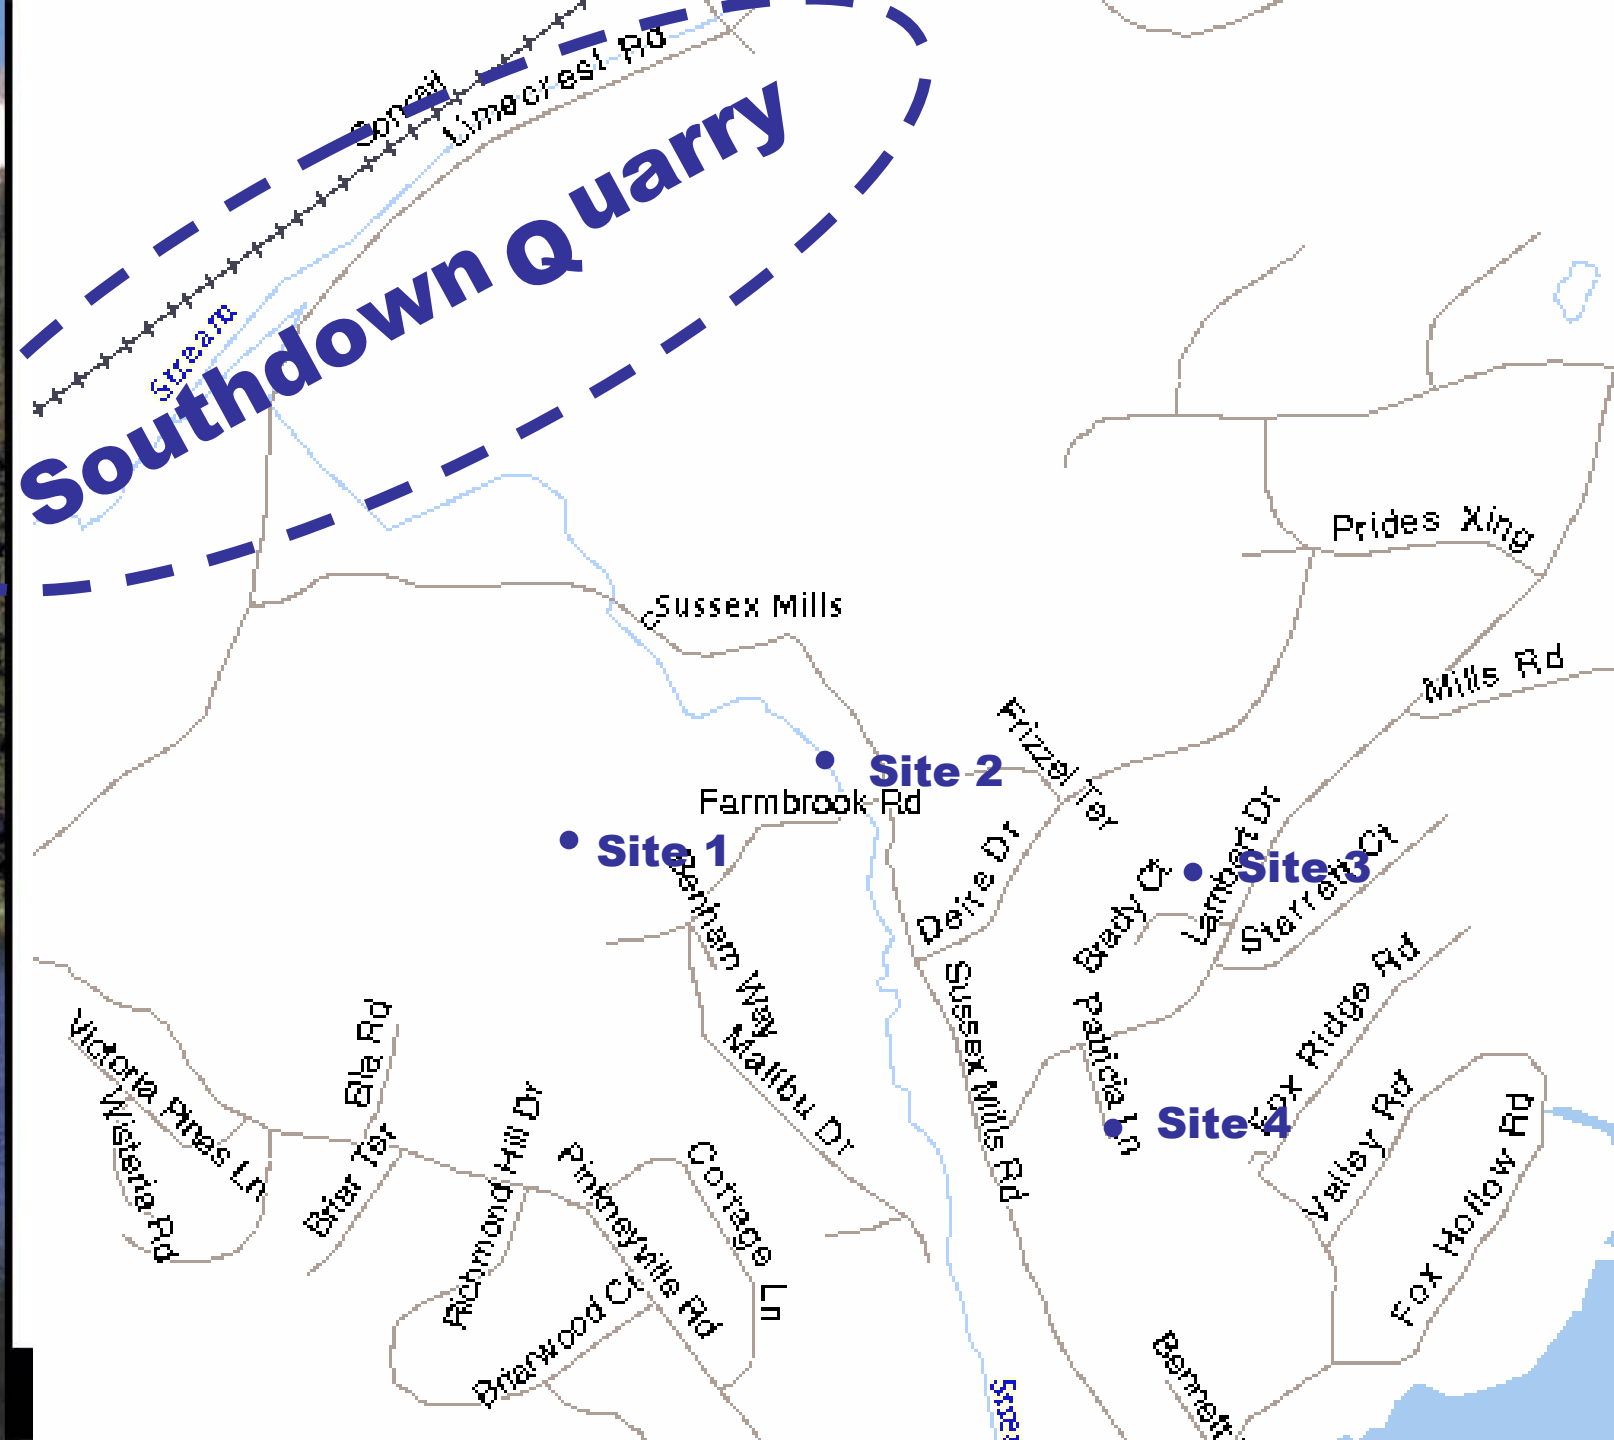 Conrail
Limecrest Rd
Southdown Quarry
Stream
Prides Xing
Sussex Mills
Mills Rd
Frizzel Ter
Site 2
Farmbrook Rd
Site 1
Benham Way
Deire Dr
Brady Ct
Lambert Dr
Site 3
Starret Ct
Sussex Mills Rd
Patricia Ln
Fox Ridge Rd
Site 4
Victoria Pines Ln
Wisteria Rd
Ella Rd
Briar Ter
Malibu Dr
Richmond Hill Dr
Pinkneyville Rd
Cottage Ln
Briarwood Ct
Valley Rd
Fox Hollow Rd
Bennett